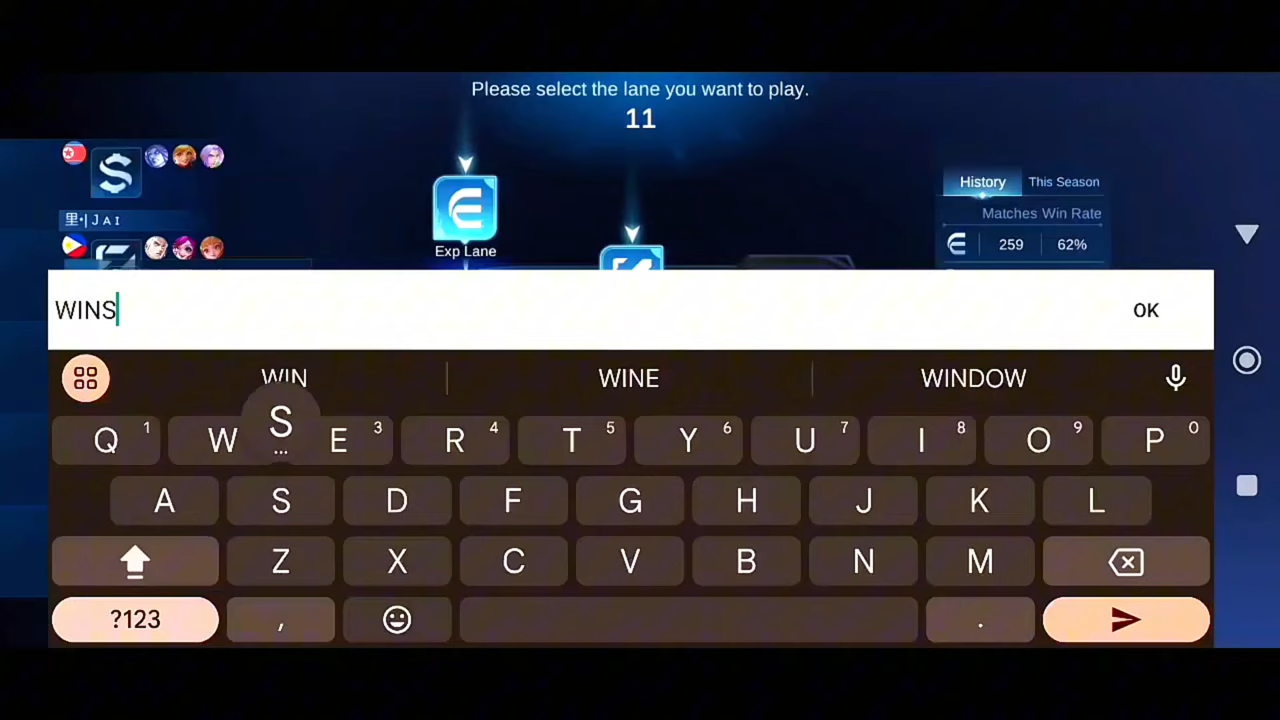 Please select the lane you want to play.
11
里•| J A I
Exp Lane
History This Season
Matches Win Rate
259 62%
WINS
OK
WIN WINE WINDOW
S
...
Q 1 W E 3 R 4 T 5 Y 6 U 7 I 8 O 9 P 0
A S D F G H J K L
Z X C V B N M
?123 , .